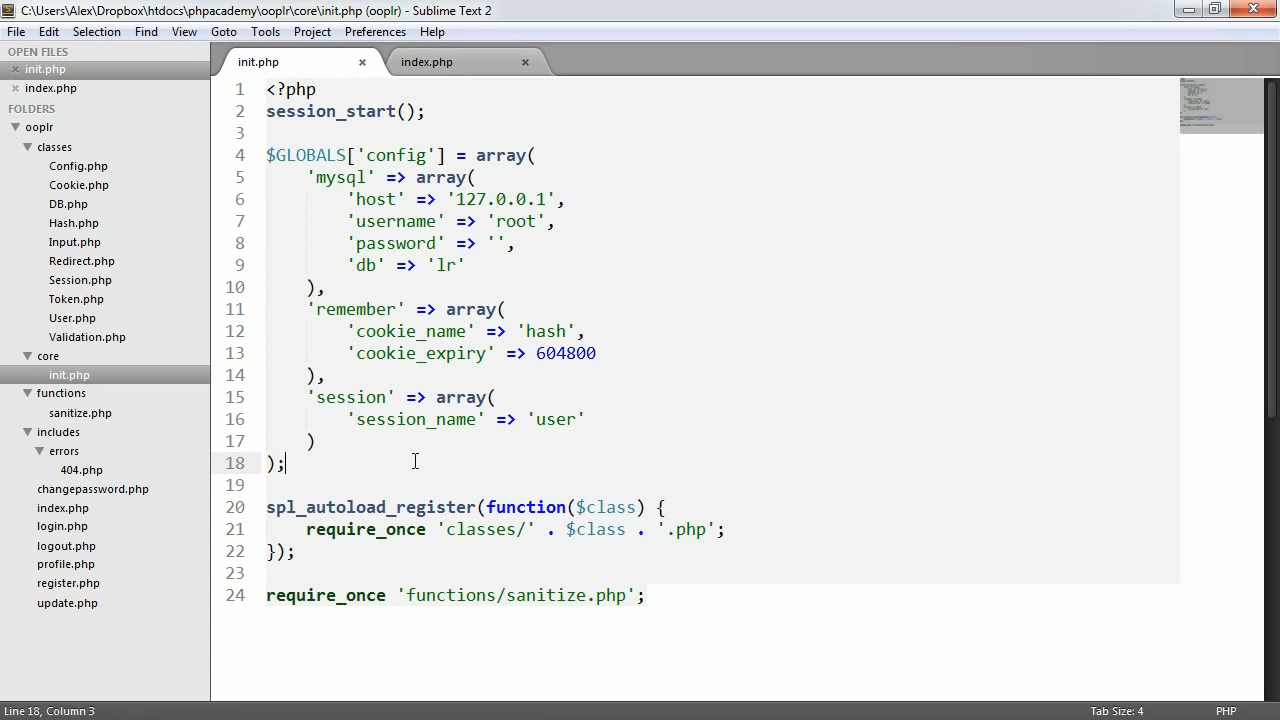 C:\Users\Alex\Dropbox\htdocs\phpacademy\ooplr\core\init.php (ooplr) - Sublime Text 2
File Edit Selection Find View Goto Tools Project Preferences Help
OPEN FILES
init.php
index.php
FOLDERS
ooplr
classes
Config.php
Cookie.php
DB.php
Hash.php
Input.php
Redirect.php
Session.php
Token.php
User.php
Validation.php
core
init.php
functions
sanitize.php
includes
errors
404.php
changepassword.php
index.php
login.php
logout.php
profile.php
register.php
update.php
init.php index.php
1 <?php
2 session_start();
3
4 $GLOBALS['config'] = array(
5     'mysql' => array(
6         'host' => '127.0.0.1',
7         'username' => 'root',
8         'password' => '',
9         'db' => 'lr'
10     ),
11     'remember' => array(
12         'cookie_name' => 'hash',
13         'cookie_expiry' => 604800
14     ),
15     'session' => array(
16         'session_name' => 'user'
17     )
18 );
19
20 spl_autoload_register(function($class) {
21     require_once 'classes/' . $class . '.php';
22 });
23
24 require_once 'functions/sanitize.php';
Line 18, Column 3 Tab Size: 4 PHP